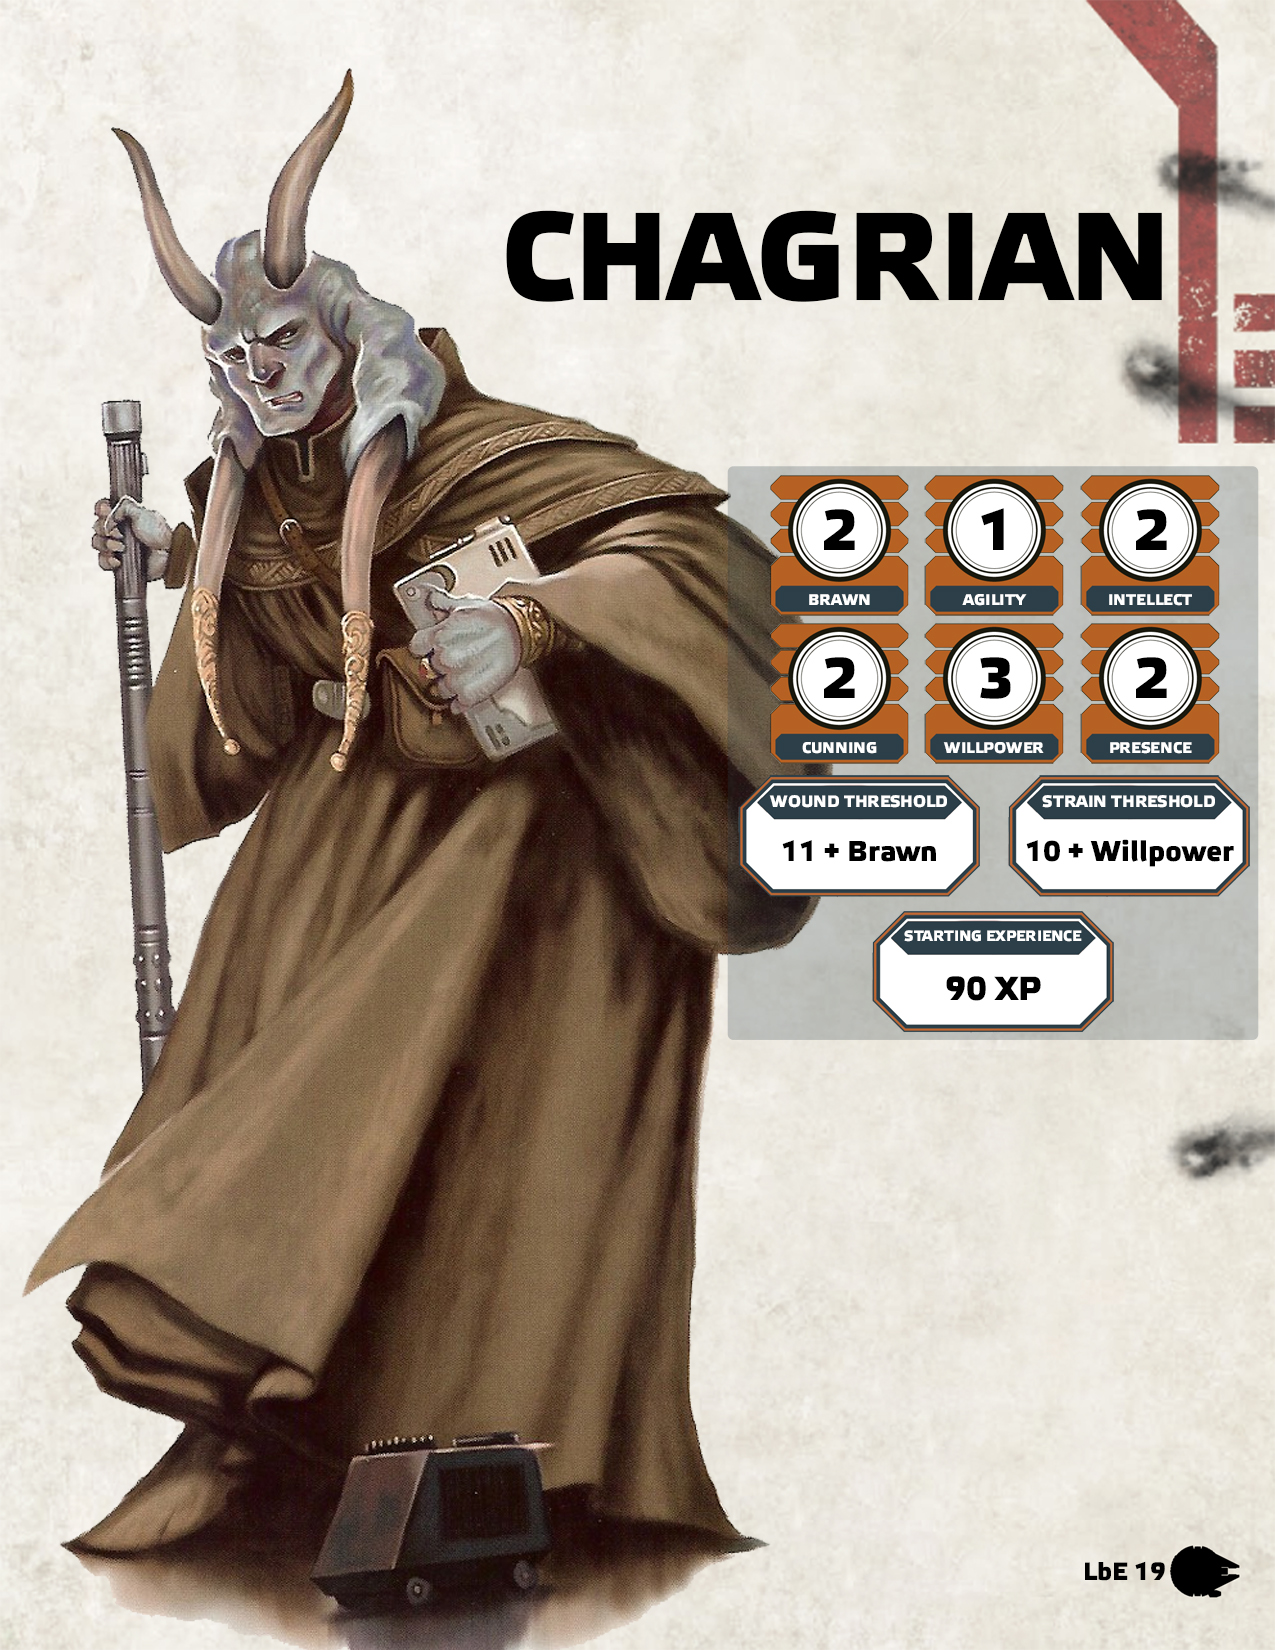 CHAGRIAN
2 1 2
BRAWN AGILITY INTELLECT
2 3 2
CUNNING WILLPOWER PRESENCE
WOUND THRESHOLD STRAIN THRESHOLD
11 + Brawn 10 + Willpower
STARTING EXPERIENCE
90 XP
LbE 19